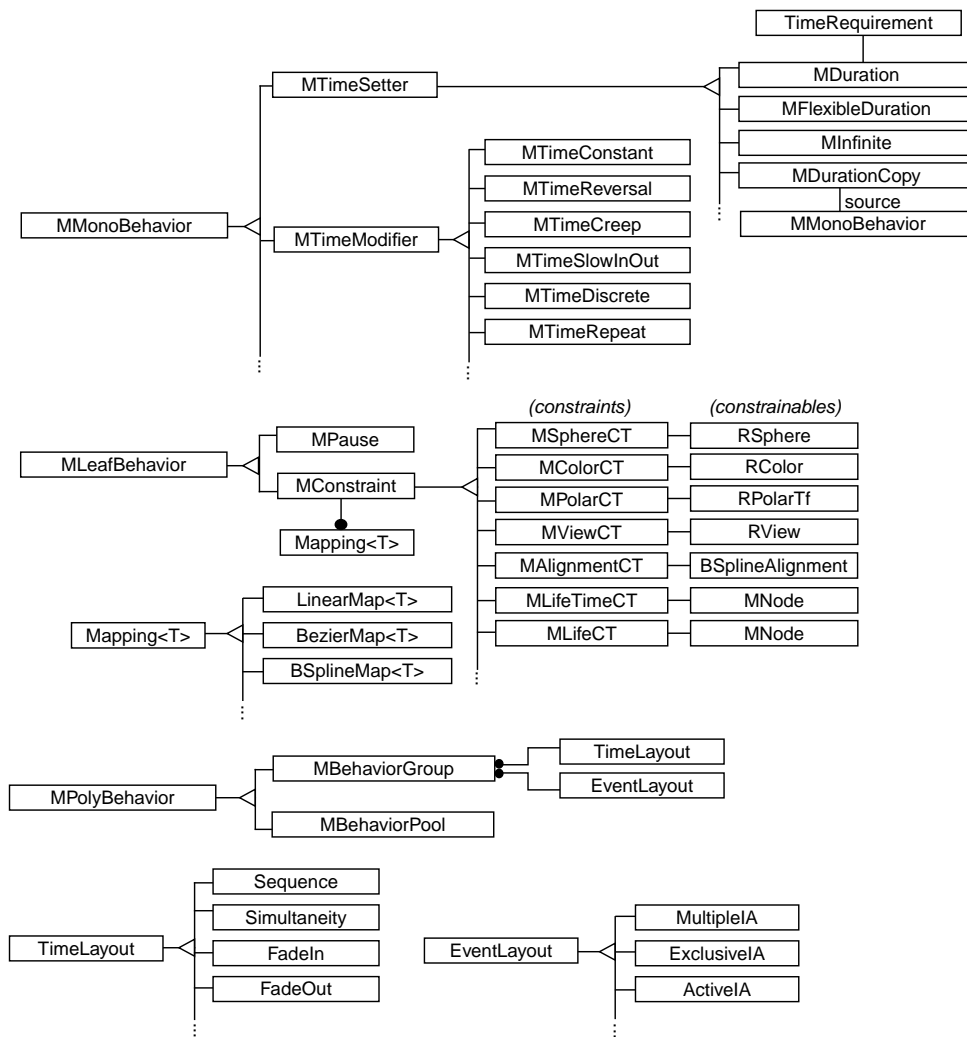 TimeRequirement
MTimeSetter
MDuration
MFlexibleDuration
MInfinite
MDurationCopy
source
MMonoBehavior
MMonoBehavior
MTimeModifier
MTimeConstant
MTimeReversal
MTimeCreep
MTimeSlowInOut
MTimeDiscrete
MTimeRepeat
(constraints) (constrainables)
MLeafBehavior
MPause
MConstraint
Mapping<T>
MSphereCT RSphere
MColorCT RColor
MPolarCT RPolarTf
MViewCT RView
MAlignmentCT BSplineAlignment
MLifeTimeCT MNode
MLifeCT MNode
Mapping<T>
LinearMap<T>
BezierMap<T>
BSplineMap<T>
MPolyBehavior
MBehaviorGroup
MBehaviorPool
TimeLayout
EventLayout
TimeLayout
Sequence
Simultaneity
FadeIn
FadeOut
EventLayout
MultipleIA
ExclusiveIA
ActiveIA